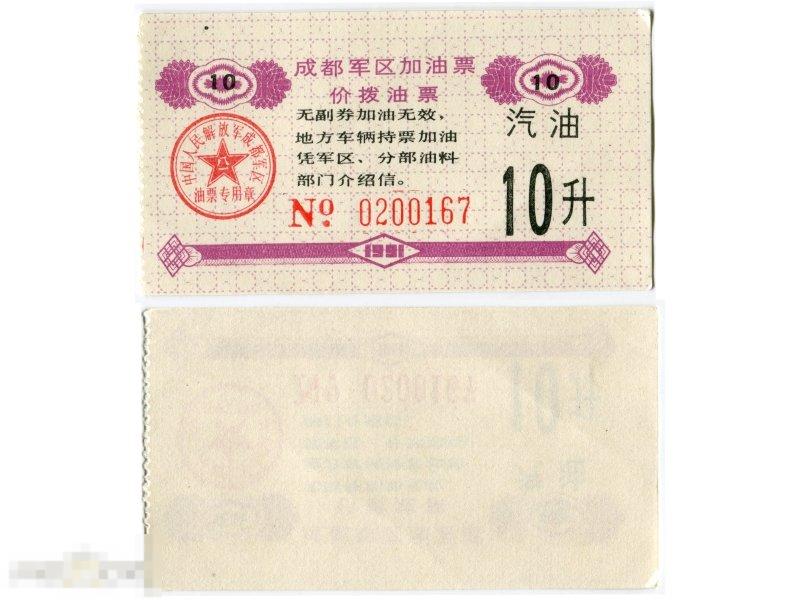 10
成都军区加油票
10
价拨油票
无副券加油无效,
地方车辆持票加油
凭军区、分部油料
部门介绍信。
汽油
10升
中国人民解放军成都军区
八一
油票专用章
№ 0200167
1991